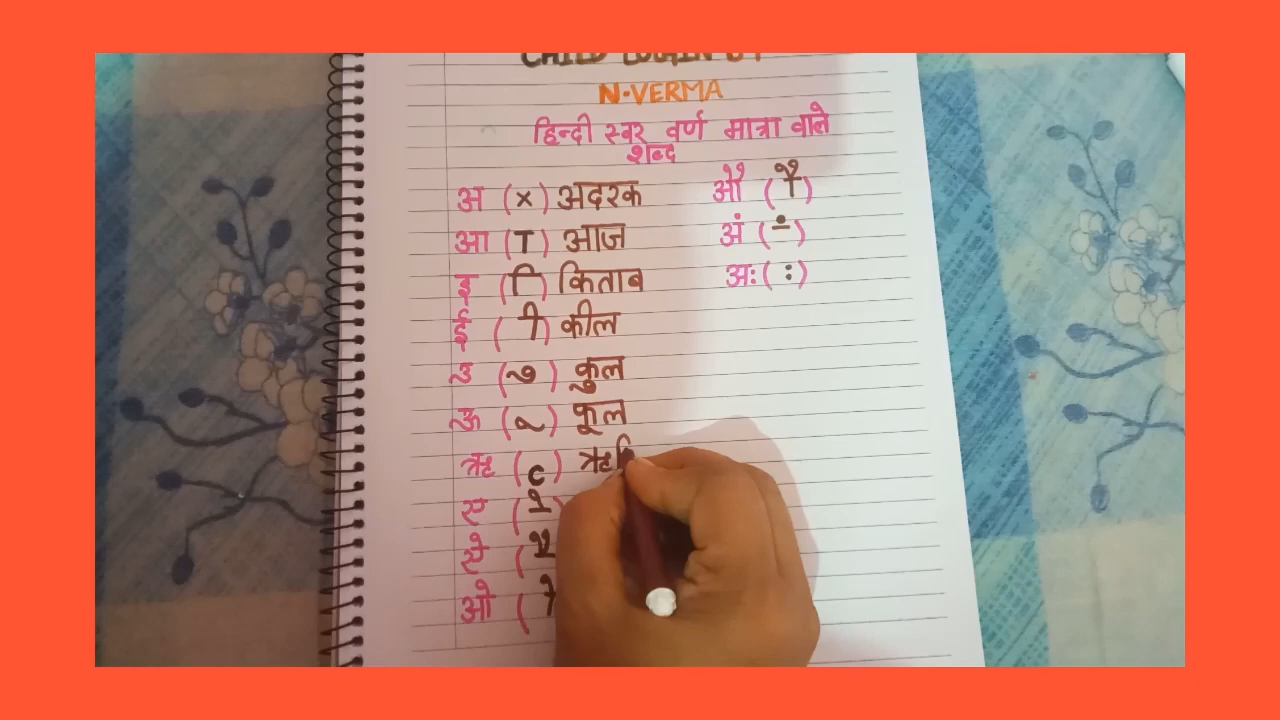 N.VERMA
हिन्दी स्वर वर्ण मात्रा वाले
शब्द
अ (×) अदरक
आ (ा) आज
इ (ि) किताब
ई (ी) कील
उ (ु) कुल
ऊ (ू) कूल
ऋ (ृ)
ए (े
ऐ (ै
ओ (ो
औ (ौ)
अं (ं)
अः (ः)